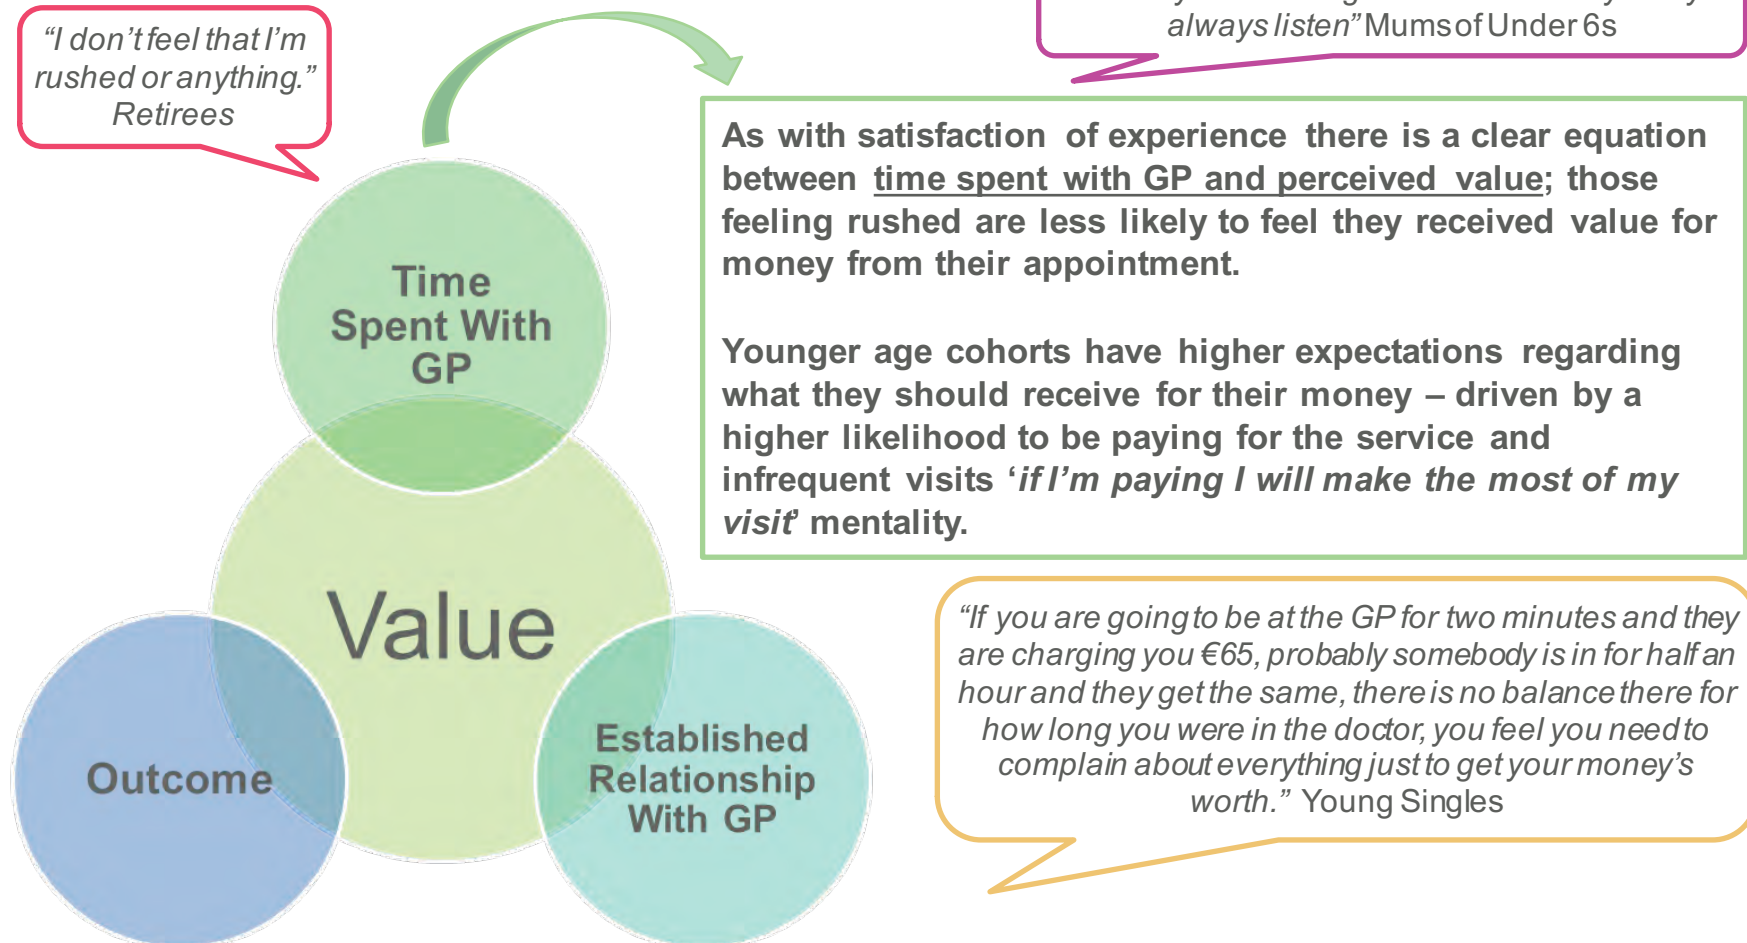 always listen” Mums of Under 6s
“I don’t feel that I’m
rushed or anything.”
Retirees
As with satisfaction of experience there is a clear equation
between time spent with GP and perceived value; those
feeling rushed are less likely to feel they received value for
money from their appointment.
Younger age cohorts have higher expectations regarding
what they should receive for their money – driven by a
higher likelihood to be paying for the service and
infrequent visits ‘if I’m paying I will make the most of my
visit’ mentality.
Time
Spent With
GP
Value
Outcome
Established
Relationship
With GP
“If you are going to be at the GP for two minutes and they
are charging you €65, probably somebody is in for half an
hour and they get the same, there is no balance there for
how long you were in the doctor, you feel you need to
complain about everything just to get your money’s
worth.” Young Singles